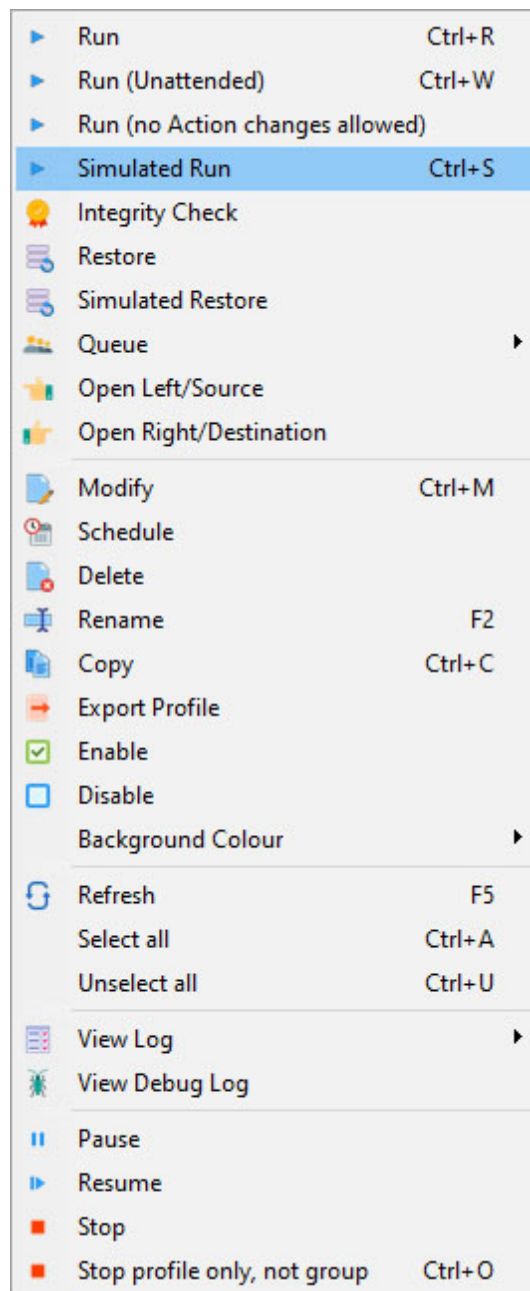 Run Ctrl+R
Run (Unattended) Ctrl+W
Run (no Action changes allowed)
Simulated Run Ctrl+S
Integrity Check
Restore
Simulated Restore
Queue
Open Left/Source
Open Right/Destination
Modify Ctrl+M
Schedule
Delete
Rename F2
Copy Ctrl+C
Export Profile
Enable
Disable
Background Colour
Refresh F5
Select all Ctrl+A
Unselect all Ctrl+U
View Log
View Debug Log
Pause
Resume
Stop
Stop profile only, not group Ctrl+O